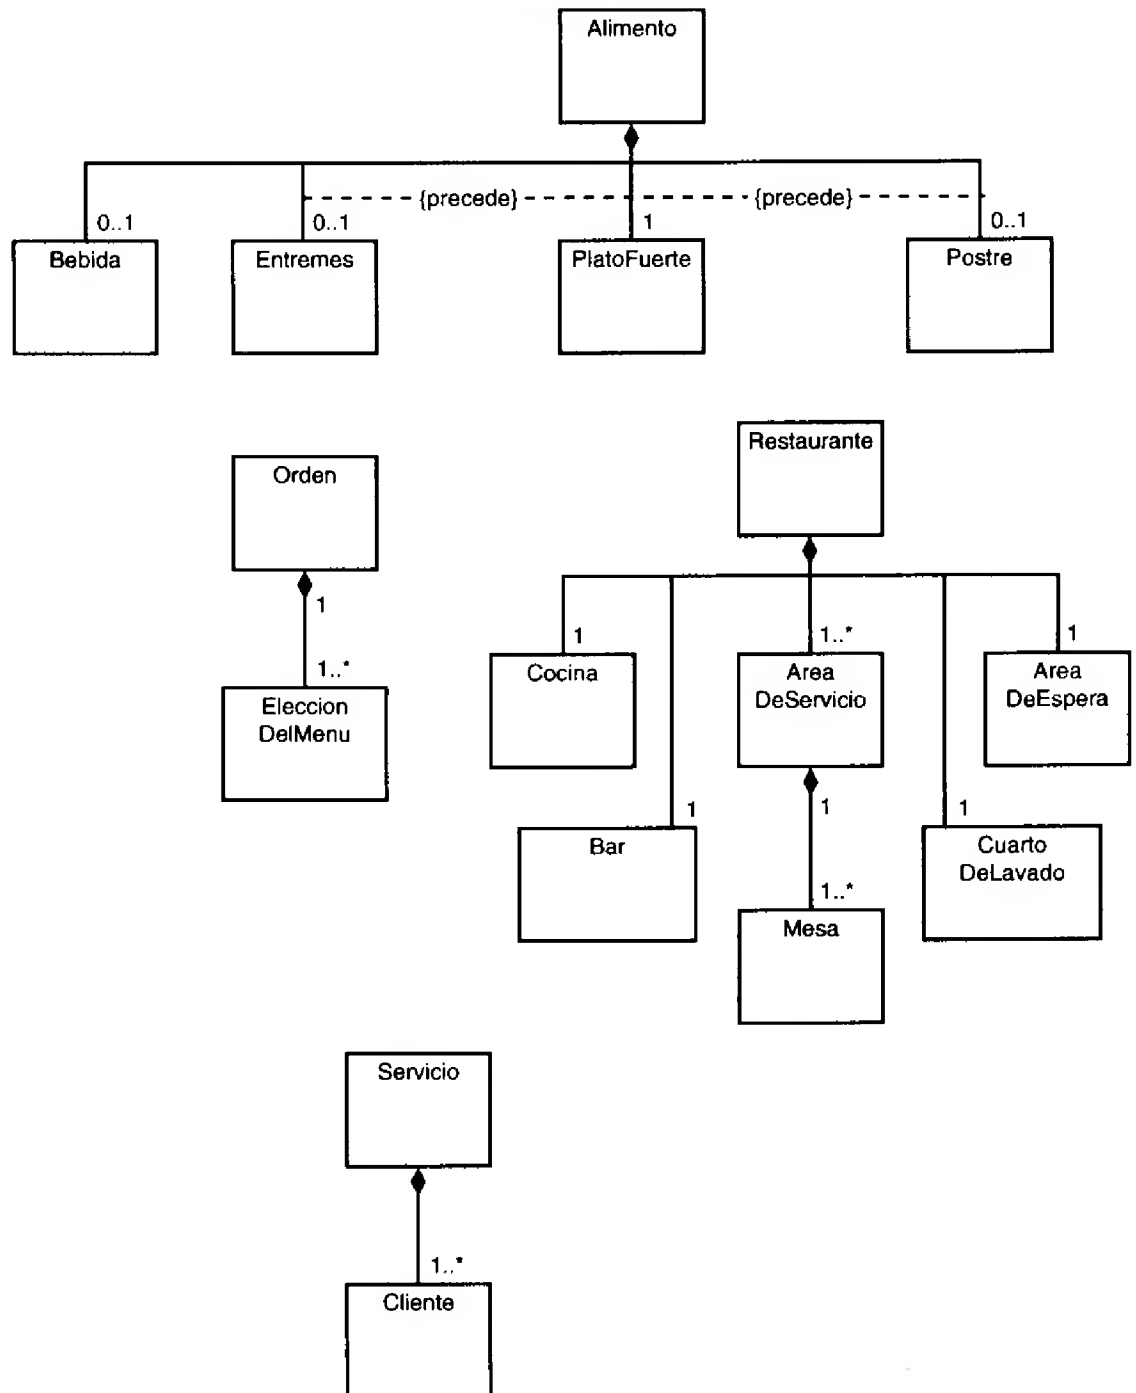 Alimento
{precede}
{precede}
0..1
0..1
1
0..1
Bebida
Entremes
PlatoFuerte
Postre
Restaurante
Orden
1
1..*
Eleccion
DelMenu
1
1..*
1
Cocina
Area
DeServicio
Area
DeEspera
1
1
1
Bar
Cuarto
DeLavado
1..*
Mesa
Servicio
1..*
Cliente